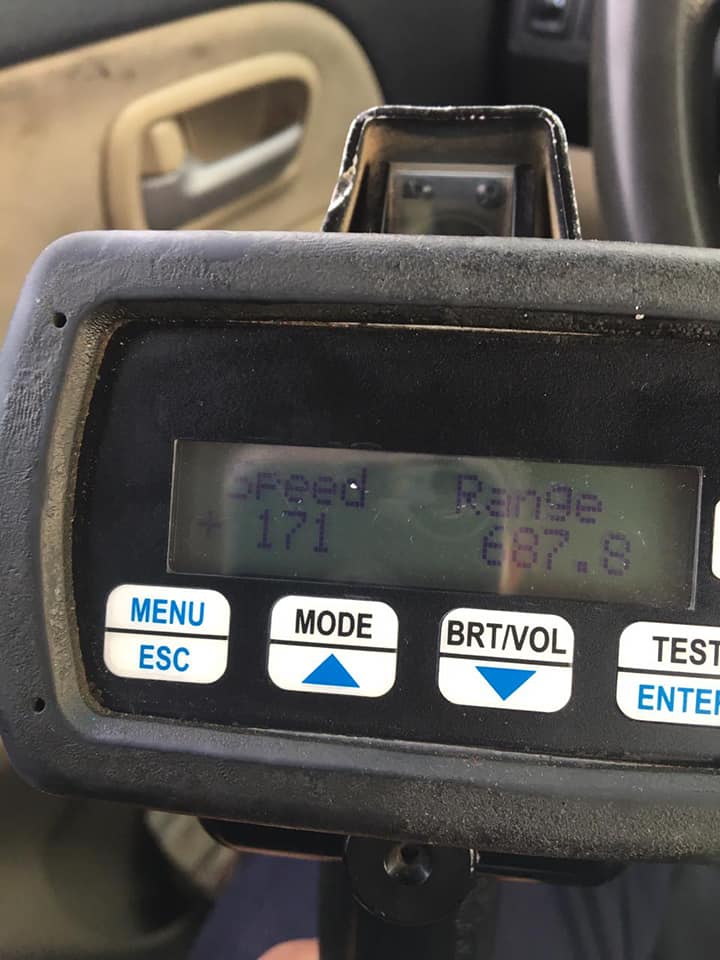 Speed Range
+ 171 687.8
MENU MODE BRT/VOL TEST
ESC ENTER